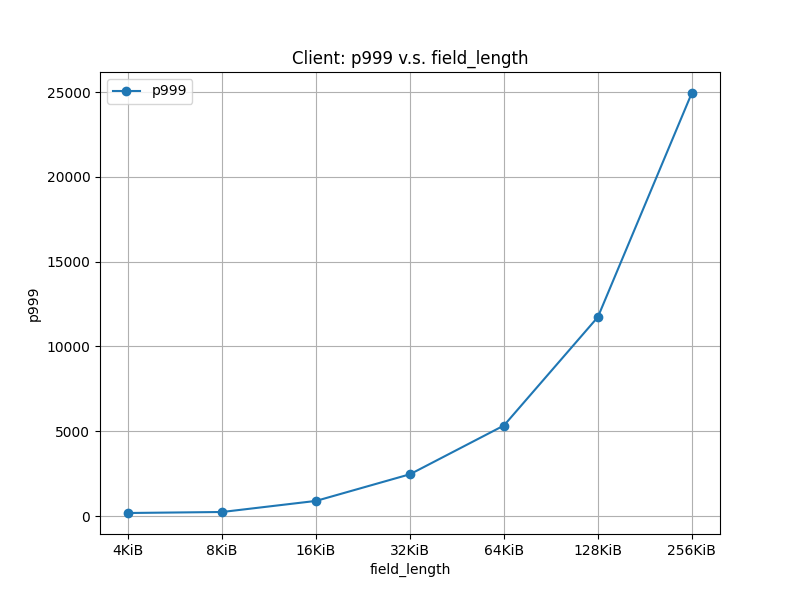 Client: p999 v.s. field_length
p999
25000
20000
15000
10000
5000
0
p999
4KiB 8KiB 16KiB 32KiB 64KiB 128KiB 256KiB
field_length